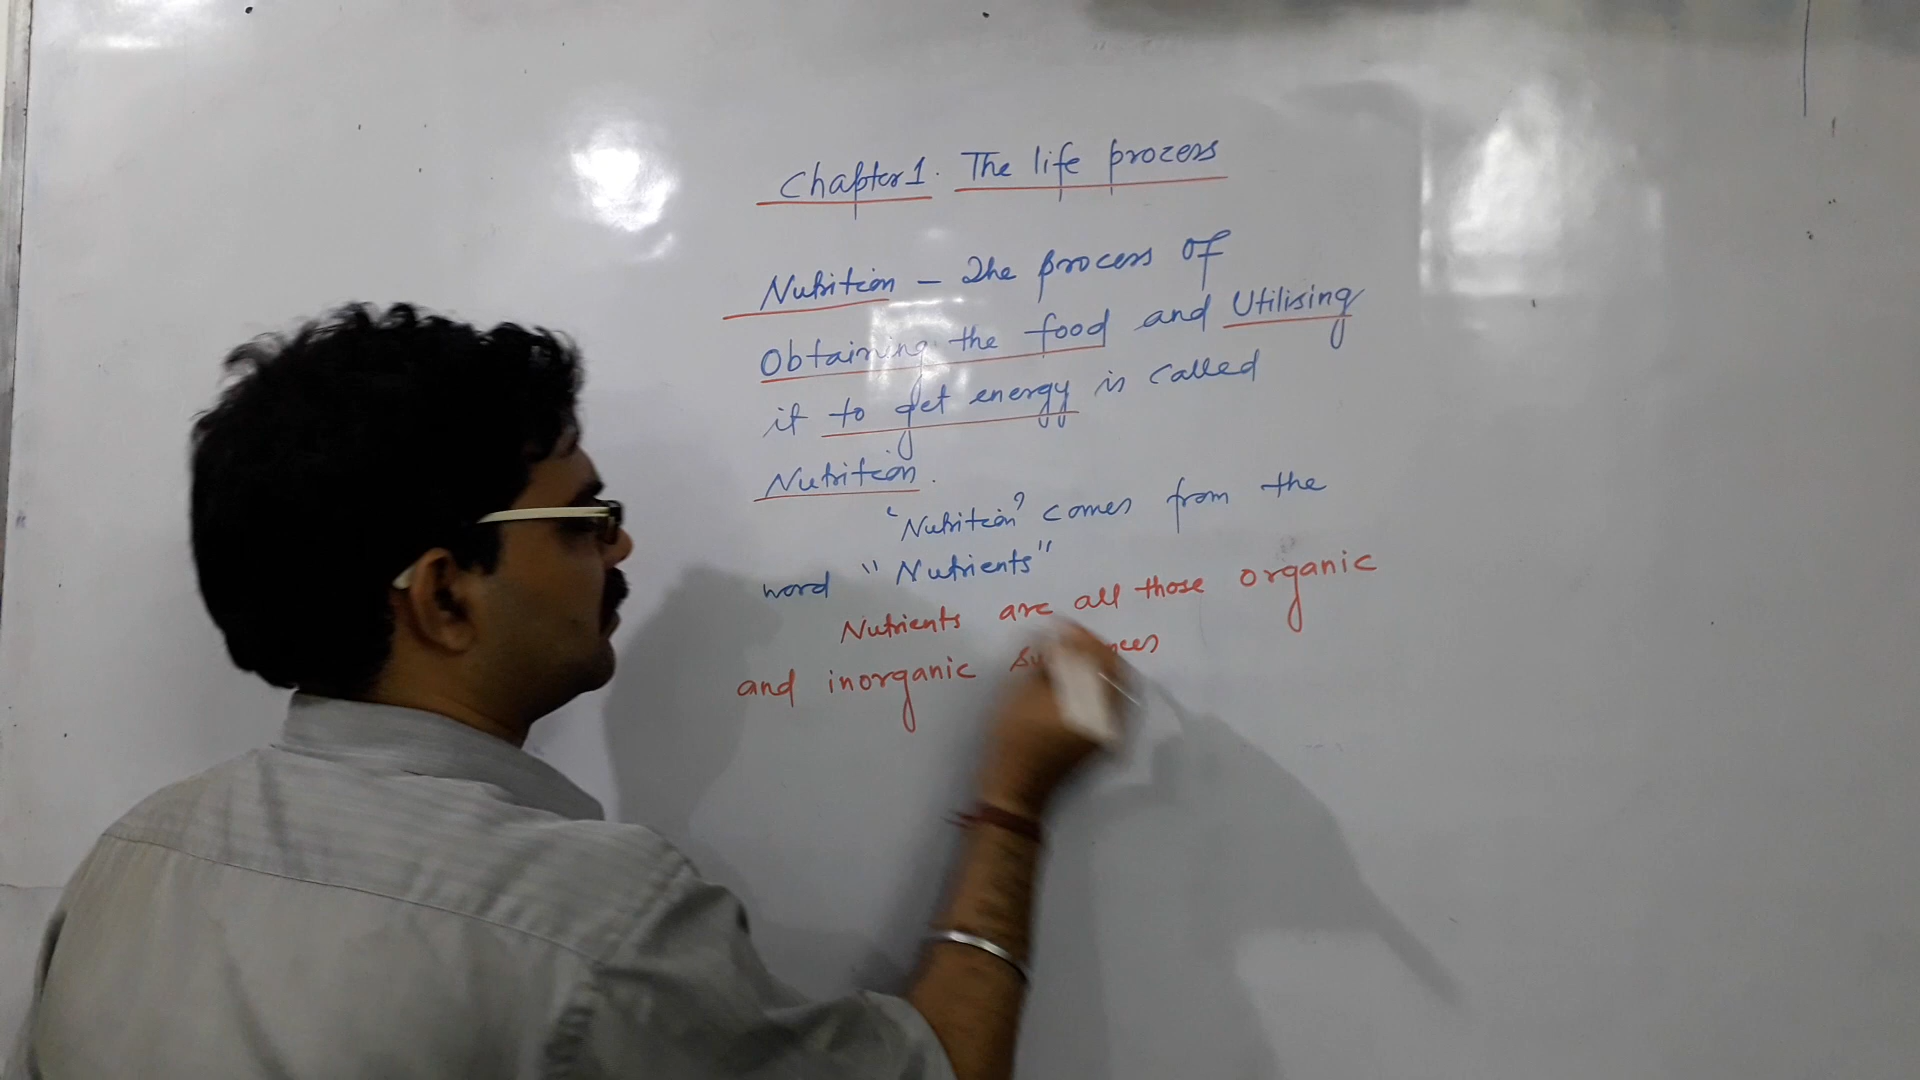 Chapter 1. The life process
Nutrition – The process of
Obtaining the food and Utilising
it to get energy is called
Nutrition.
'Nutrition' comes from the
word "Nutrients"
Nutrients are all those organic
and inorganic